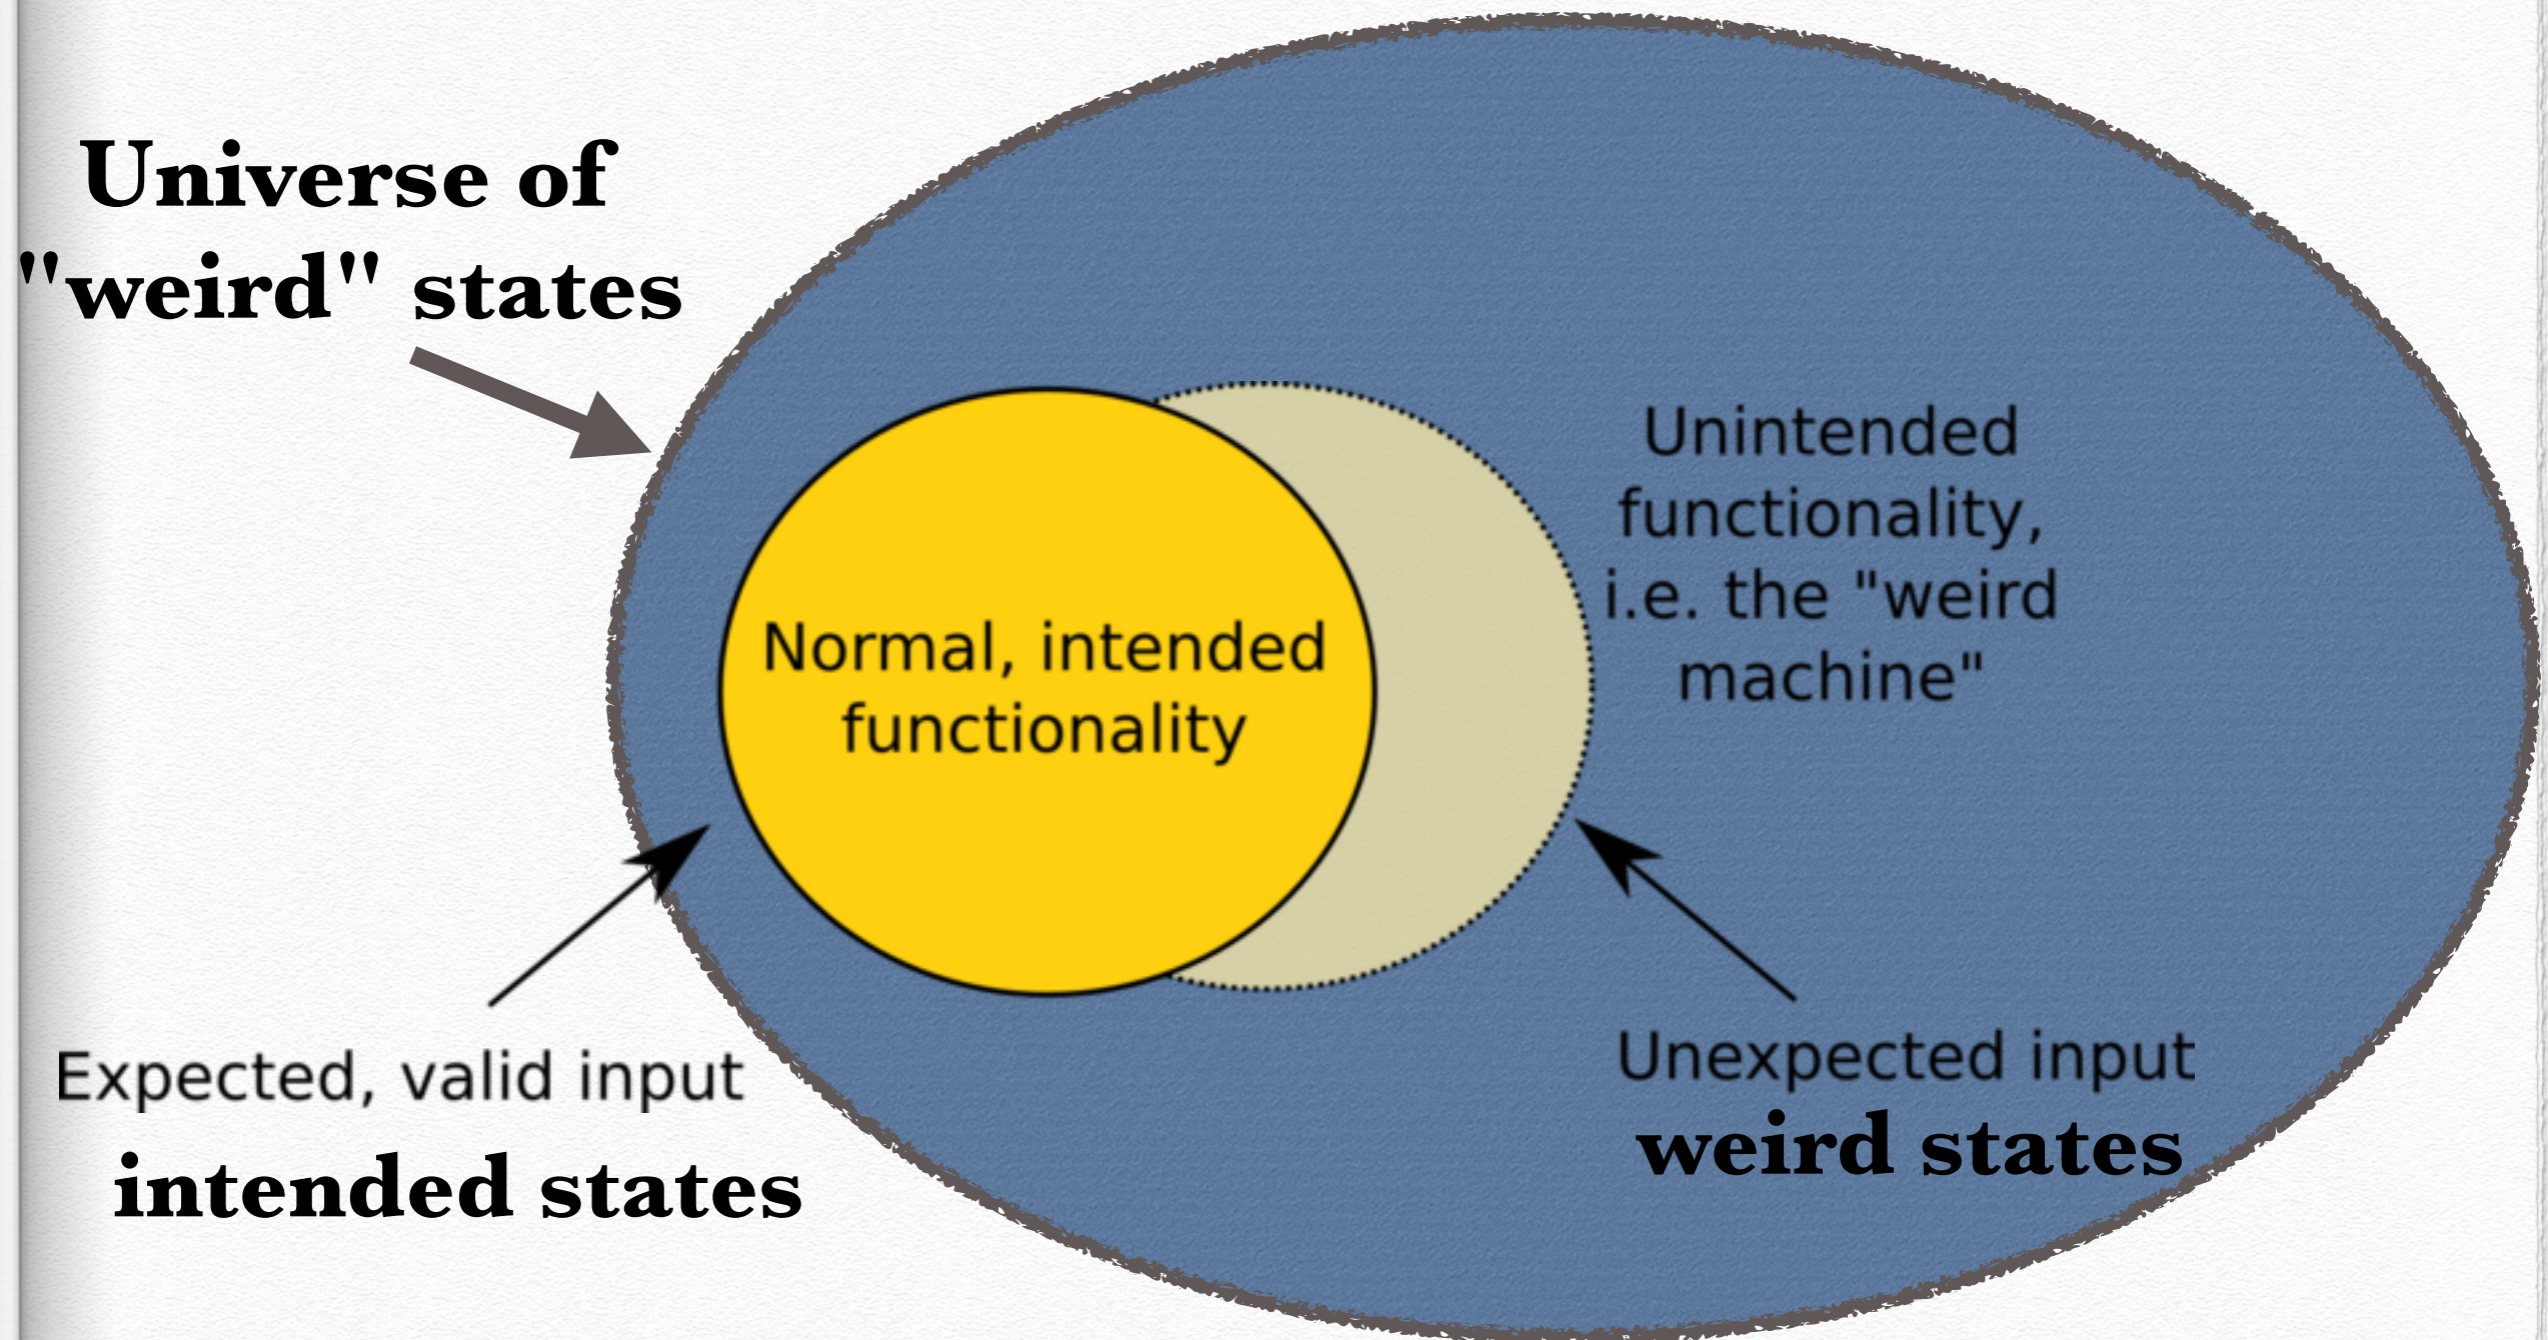 Universe of
"weird" states
Unintended
functionality,
i.e. the "weird
machine"
Normal, intended
functionality
Expected, valid input
intended states
Unexpected input
weird states